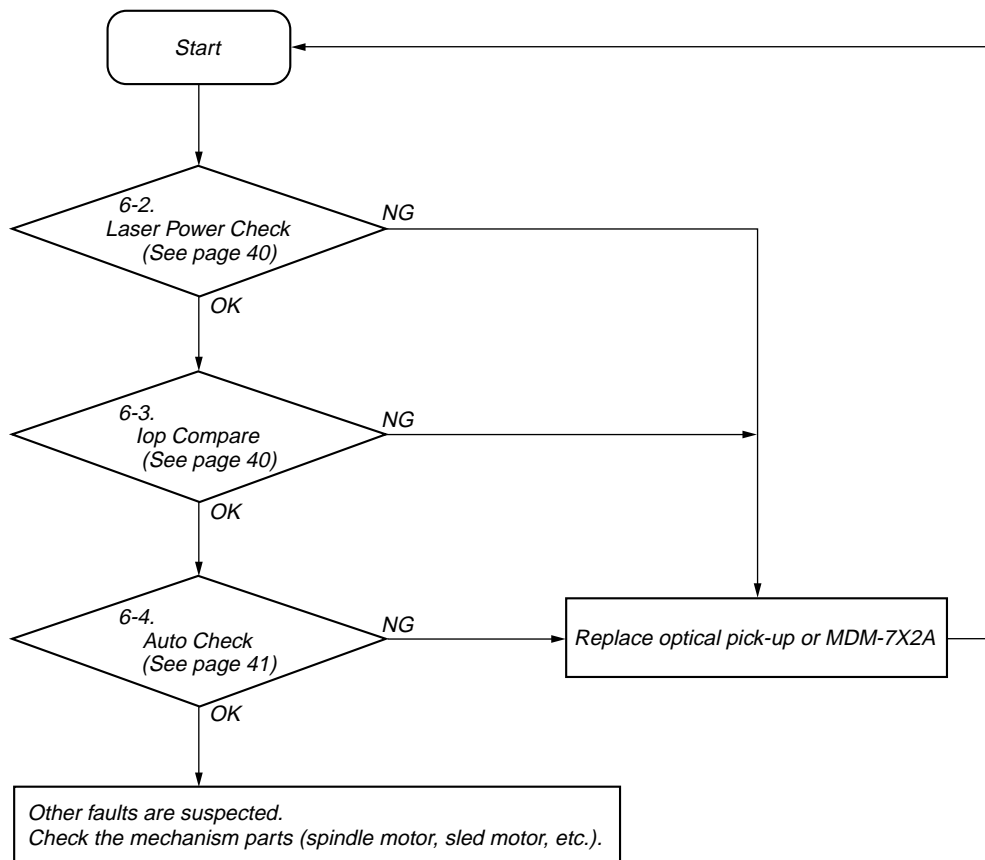 Start
6-2.
Laser Power Check
(See page 40)
NG
OK
6-3.
Iop Compare
(See page 40)
NG
OK
6-4.
Auto Check
(See page 41)
NG
OK
Replace optical pick-up or MDM-7X2A
Other faults are suspected.
Check the mechanism parts (spindle motor, sled motor, etc.).